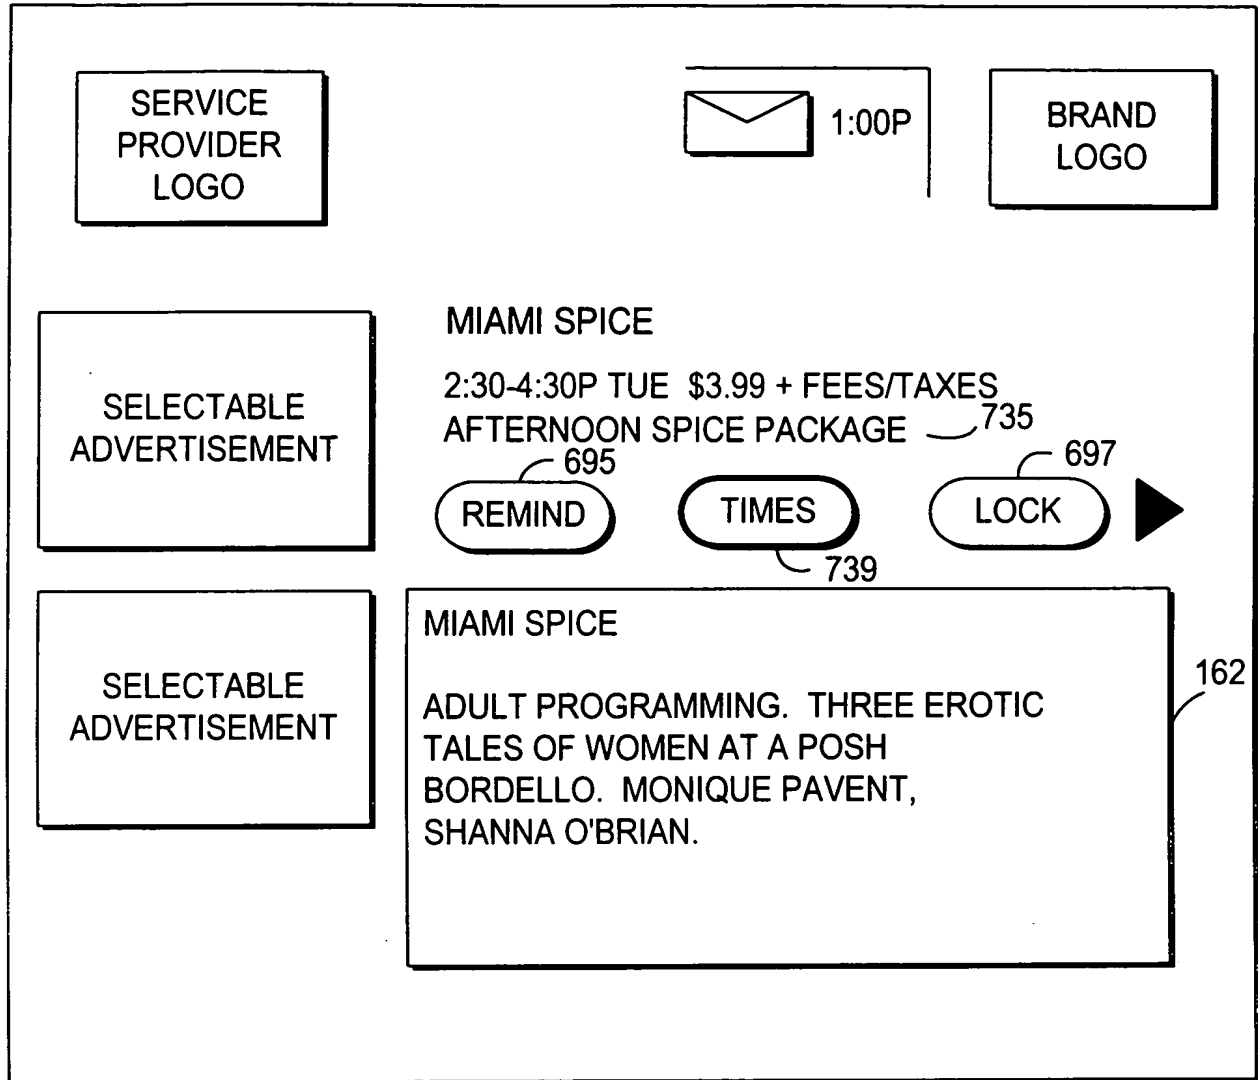 SERVICE
PROVIDER
LOGO
1:00P
BRAND
LOGO
SELECTABLE
ADVERTISEMENT
MIAMI SPICE
2:30-4:30P TUE $3.99 + FEES/TAXES
AFTERNOON SPICE PACKAGE 735
695
697
REMIND
TIMES
LOCK
739
SELECTABLE
ADVERTISEMENT
MIAMI SPICE
162
ADULT PROGRAMMING. THREE EROTIC
TALES OF WOMEN AT A POSH
BORDELLO. MONIQUE PAVENT,
SHANNA O'BRIAN.